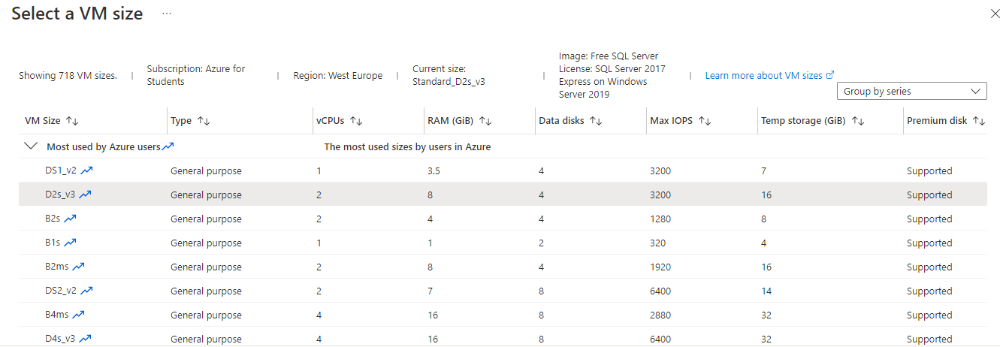 Select a VM size ...
Showing 718 VM sizes. | Subscription: Azure for Students | Region: West Europe | Current size: Standard_D2s_v3 | Image: Free SQL Server License: SQL Server 2017 Express on Windows Server 2019 | Learn more about VM sizes
Group by series
VM Size Type vCPUs RAM (GiB) Data disks Max IOPS Temp storage (GiB) Premium disk
Most used by Azure users The most used sizes by users in Azure
DS1_v2 General purpose 1 3.5 4 3200 7 Supported
D2s_v3 General purpose 2 8 4 3200 16 Supported
B2s General purpose 2 4 4 1280 8 Supported
B1s General purpose 1 1 2 320 4 Supported
B2ms General purpose 2 8 4 1920 16 Supported
DS2_v2 General purpose 2 7 8 6400 14 Supported
B4ms General purpose 4 16 8 2880 32 Supported
D4s_v3 General purpose 4 16 8 6400 32 Supported